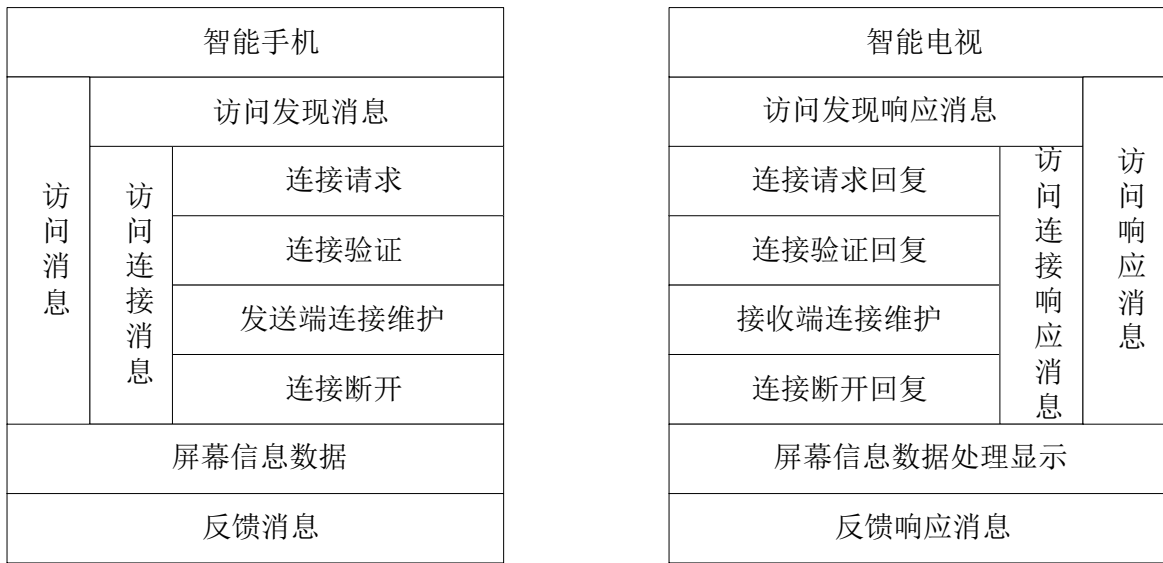 智能手机
访问消息
访问发现消息
访问连接消息
连接请求
连接验证
发送端连接维护
连接断开
屏幕信息数据
反馈消息
智能电视
访问发现响应消息
连接请求回复
连接验证回复
接收端连接维护
连接断开回复
访问连接响应消息
访问响应消息
屏幕信息数据处理显示
反馈响应消息